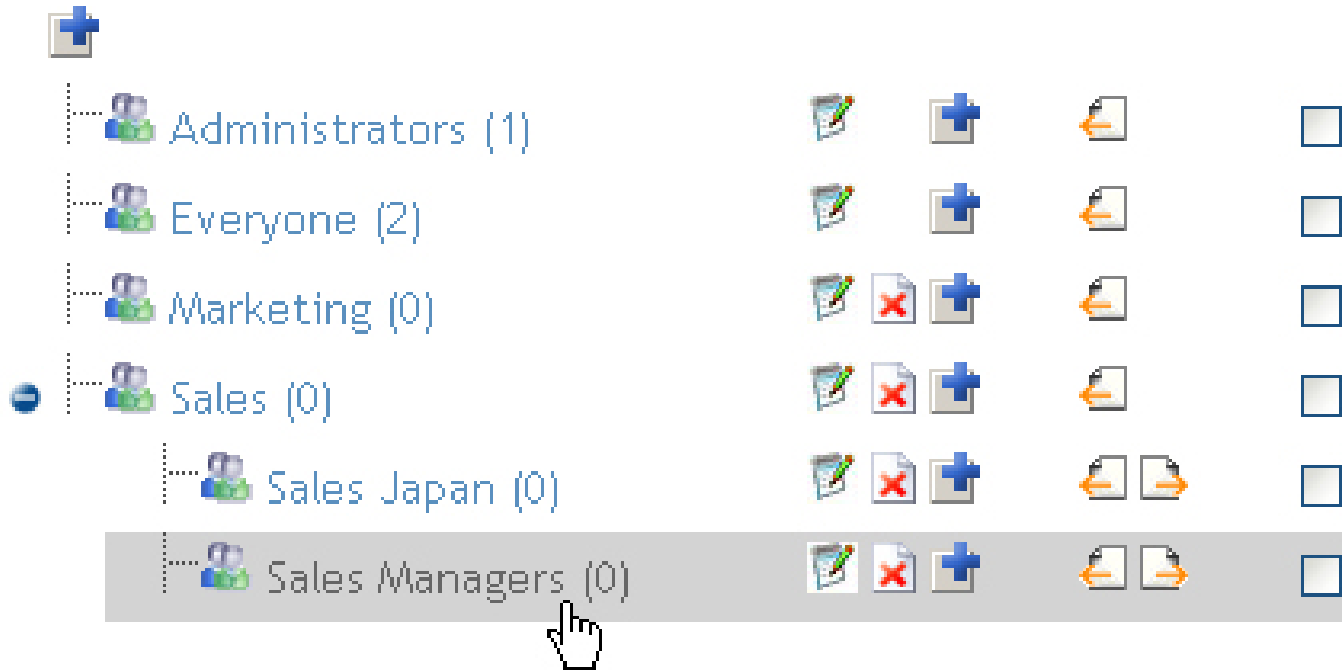 Administrators (1)
Everyone (2)
Marketing (0)
Sales (0)
Sales Japan (0)
Sales Managers (0)